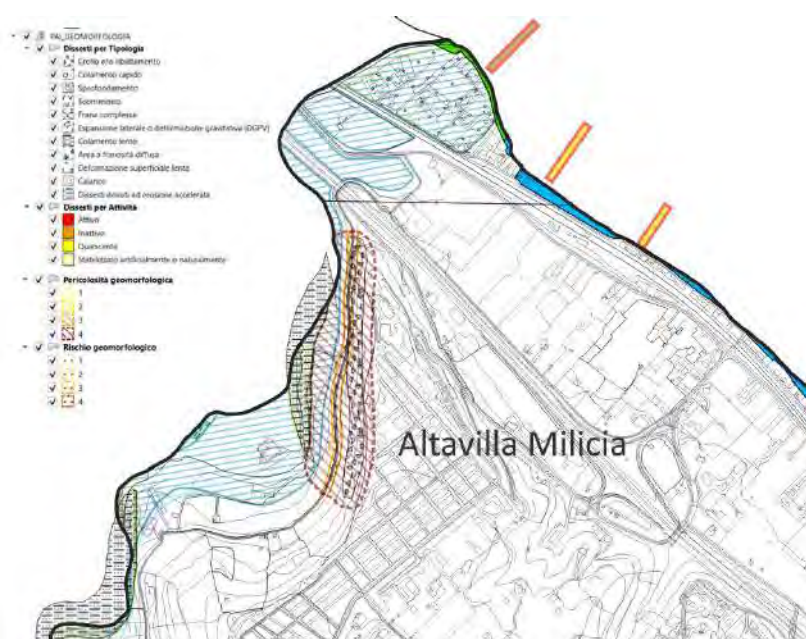 PAI_GEOMORFOLOGIA
Dissesti per Tipologia
Crollo e/o ribaltamento
Colamento rapido
Sprofondamento
Scorrimento
Frana complessa
Espansione laterale o deformazione gravitativa (DGPV)
Colamento lento
Area a franosità diffusa
Deformazione superficiale lenta
Calanco
Dissesti dovuti ad erosione accelerata
Dissesti per Attività
Attivo
Inattivo
Quiescente
Stabilizzato artificialmente o naturalmente
Pericolosità geomorfologica
1
2
3
4
Rischio geomorfologico
1
2
3
4
Altavilla Milicia